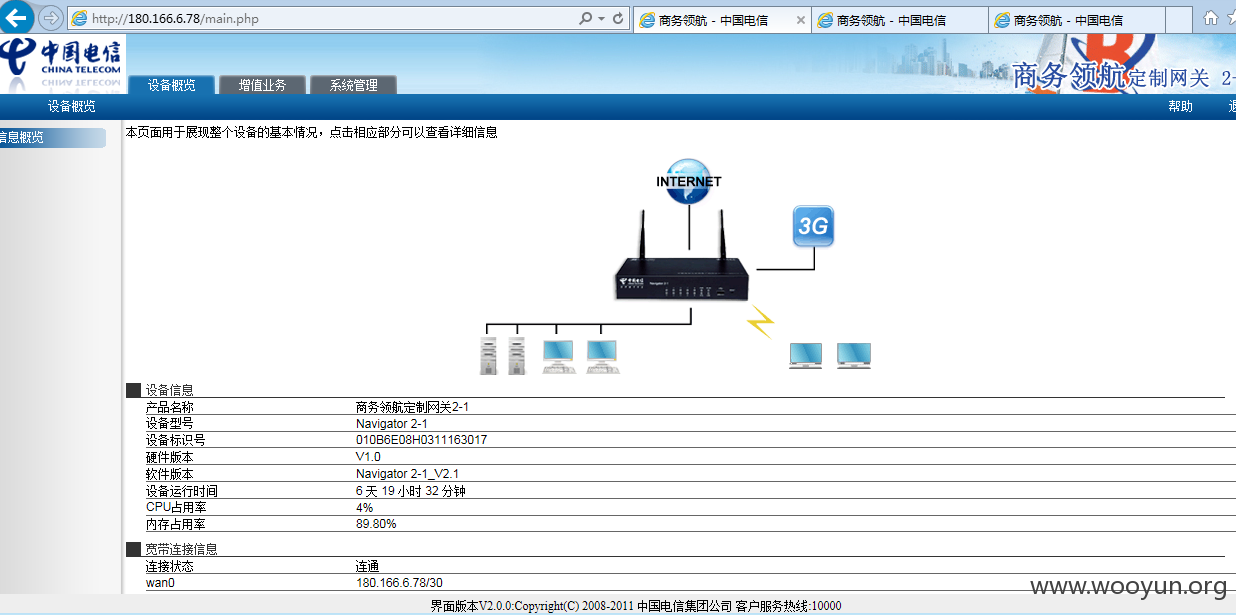 http://180.166.6.78/main.php
商务领航 - 中国电信
商务领航 - 中国电信
商务领航 - 中国电信
中国电信
CHINA TELECOM
设备概览
增值业务
系统管理
商务领航定制网关 2-
设备概览
帮助
信息概览
本页面用于展现整个设备的基本情况，点击相应部分可以查看详细信息
INTERNET
3G
中国电信
Navigator 2-1
设备信息
产品名称 商务领航定制网关2-1
设备型号 Navigator 2-1
设备标识号 010B6E08H0311163017
硬件版本 V1.0
软件版本 Navigator 2-1_V2.1
设备运行时间 6 天 19 小时 32 分钟
CPU占用率 4%
内存占用率 89.80%
宽带连接信息
连接状态 连通
wan0 180.166.6.78/30
www.wooyun.org
界面版本V2.0.0:Copyright(C) 2008-2011 中国电信集团公司 客户服务热线:10000